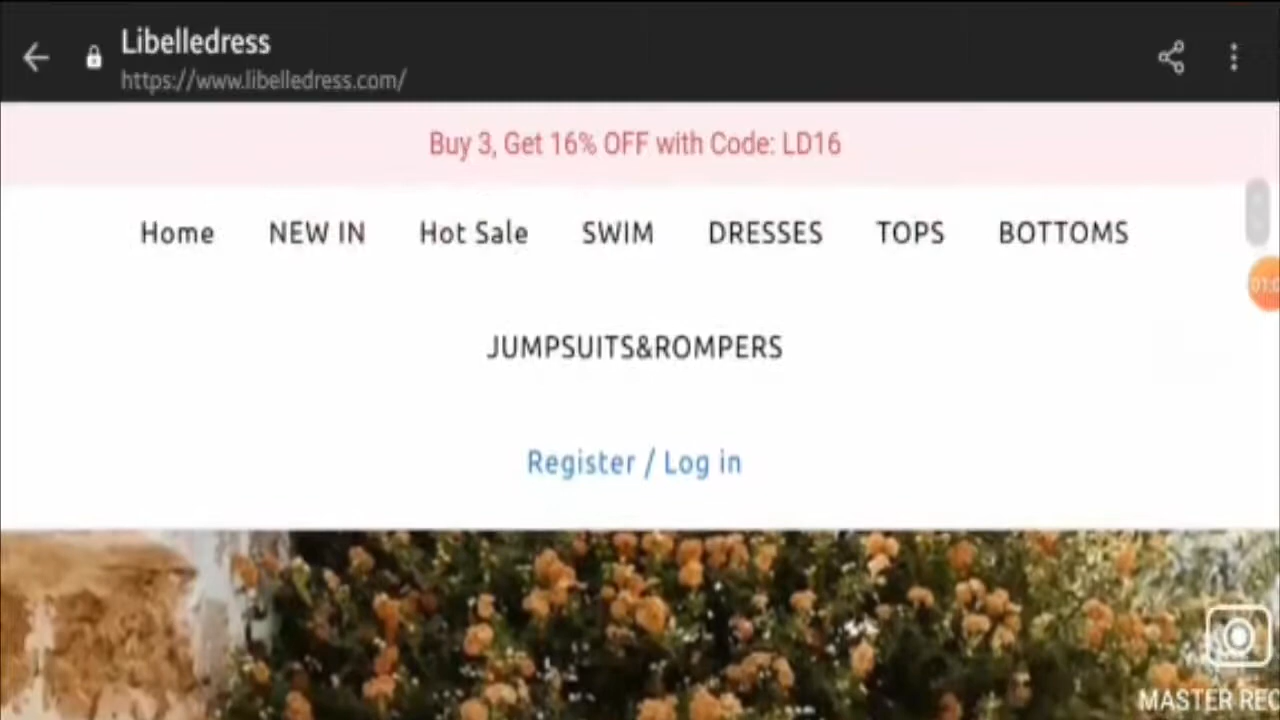 Libelledress
https://www.libelledress.com/
Buy 3, Get 16% OFF with Code: LD16
Home NEW IN Hot Sale SWIM DRESSES TOPS BOTTOMS
JUMPSUITS&ROMPERS
Register / Log in
MASTER REC